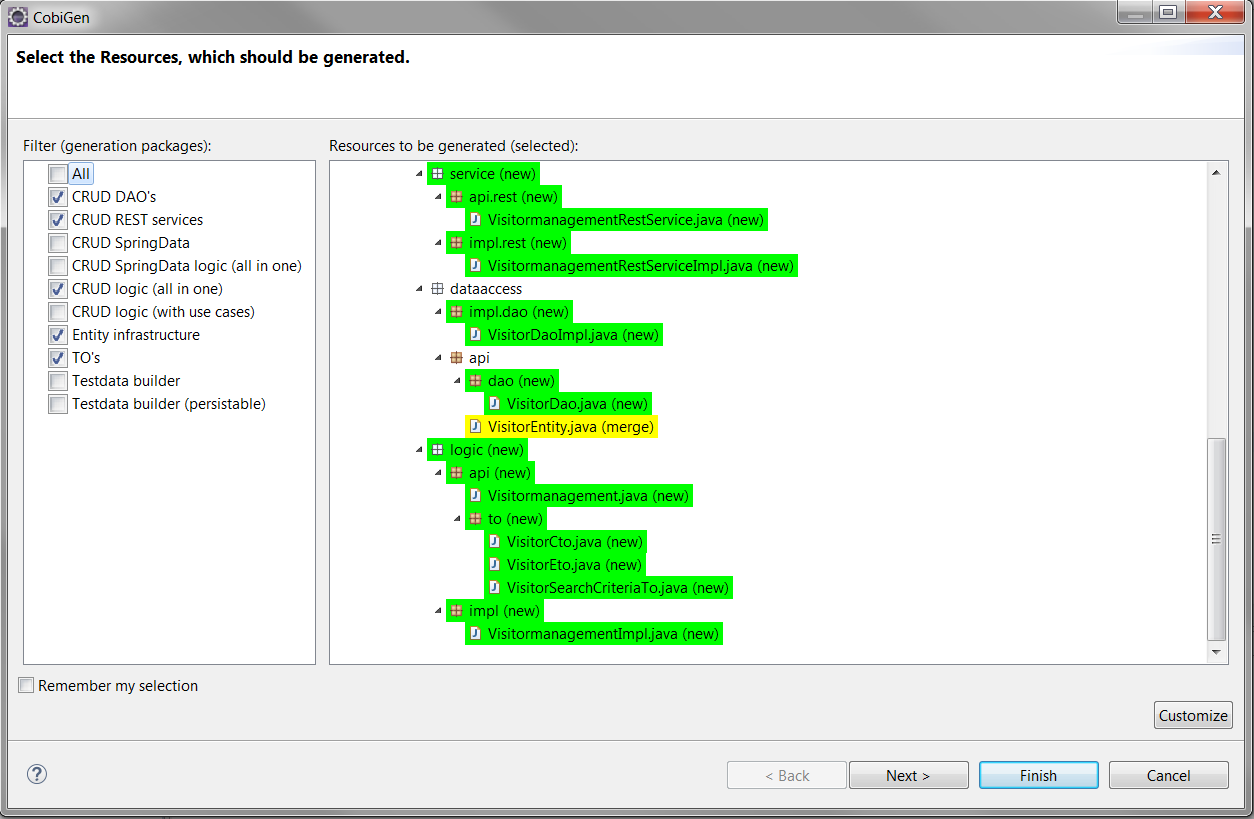 CobiGen
Select the Resources, which should be generated.
Filter (generation packages):
All
CRUD DAO's
CRUD REST services
CRUD SpringData
CRUD SpringData logic (all in one)
CRUD logic (all in one)
CRUD logic (with use cases)
Entity infrastructure
TO's
Testdata builder
Testdata builder (persistable)
Resources to be generated (selected):
service (new)
api.rest (new)
VisitormanagementRestService.java (new)
impl.rest (new)
VisitormanagementRestServiceImpl.java (new)
dataaccess
impl.dao (new)
VisitorDaoImpl.java (new)
api
dao (new)
VisitorDao.java (new)
VisitorEntity.java (merge)
logic (new)
api (new)
Visitormanagement.java (new)
to (new)
VisitorCto.java (new)
VisitorEto.java (new)
VisitorSearchCriteriaTo.java (new)
impl (new)
VisitormanagementImpl.java (new)
Remember my selection
Customize
?
< Back
Next >
Finish
Cancel